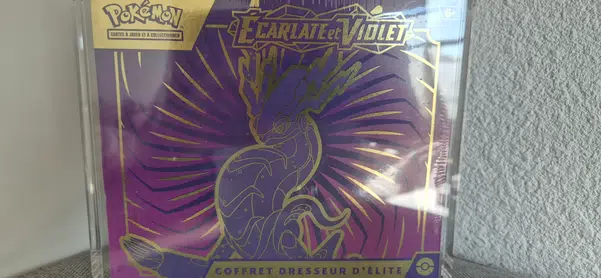 Pokémon
CARTES À JOUER ET À COLLECTIONNER
ÉCARLATE et VIOLET
COFFRET DRESSEUR D'ÉLITE